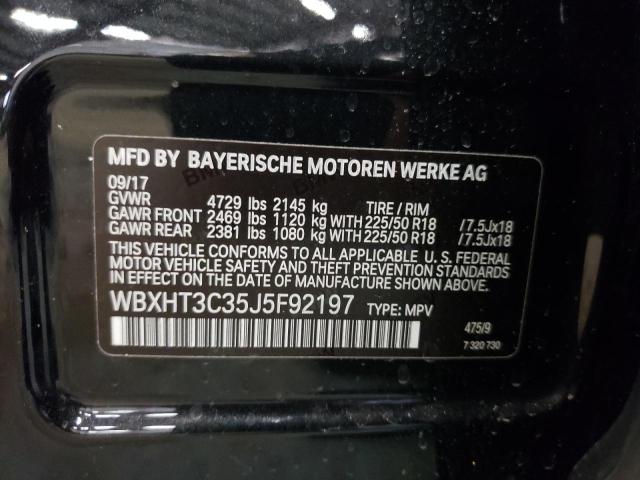 MFD BY BAYERISCHE MOTOREN WERKE AG
09/17
GVWR 4729 lbs 2145 kg TIRE / RIM
GAWR FRONT 2469 lbs 1120 kg WITH 225/50 R18 /7.5Jx18
GAWR REAR 2381 lbs 1080 kg WITH 225/50 R18 /7.5Jx18
THIS VEHICLE CONFORMS TO ALL APPLICABLE U. S. FEDERAL
MOTOR VEHICLE SAFETY AND THEFT PREVENTION STANDARDS
IN EFFECT ON THE DATE OF MANUFACTURE SHOWN ABOVE.
WBXHT3C35J5F92197 TYPE: MPV
475/9
7 320 730